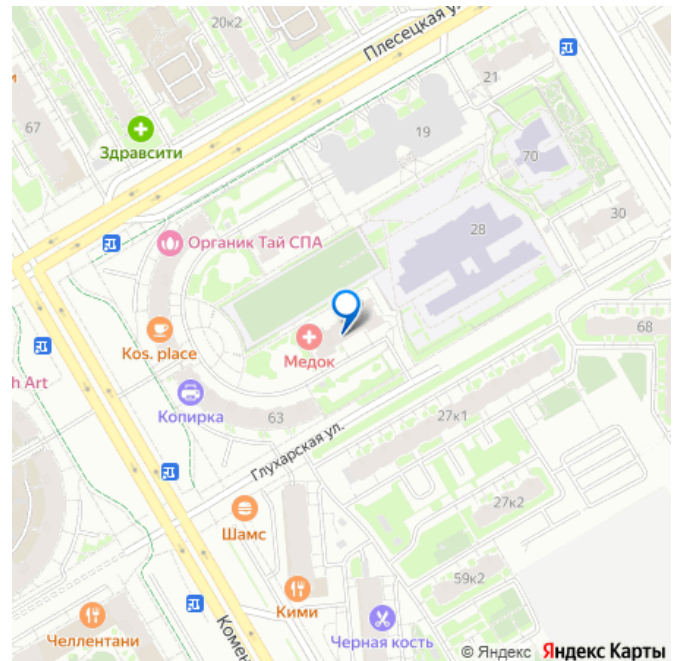 20к2
Плесецкая ул.
21
67
Здравсити
19
70
28
30
Органик Тай СПА
Kos. place
Медок
68
h Art
Копирка
63
27к1
Глухарская ул.
27к2
Шамс
59к2
Кими
Комен
Челлентани
Черная кость
© Яндекс Яндекс Карты